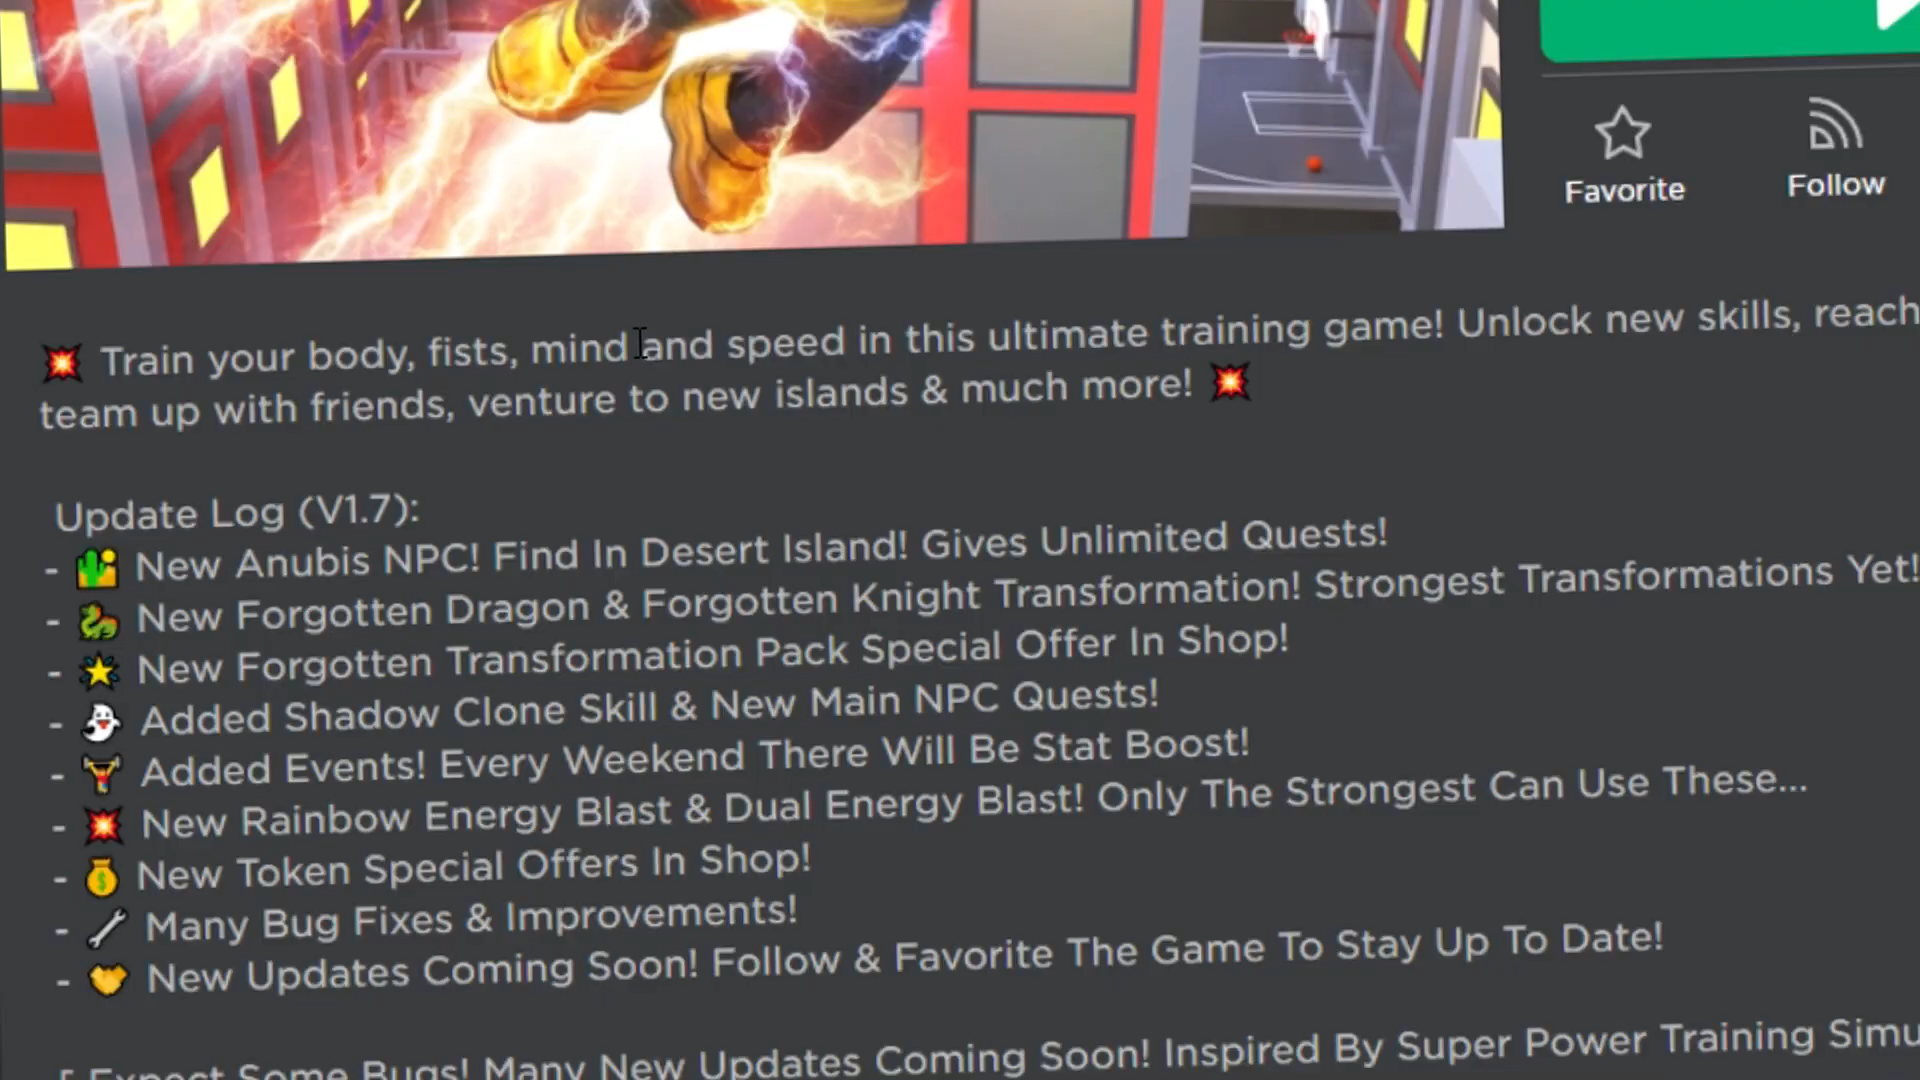 Favorite
Follow
💥 Train your body, fists, mind and speed in this ultimate training game! Unlock new skills, reach
team up with friends, venture to new islands & much more! 💥
Update Log (V1.7):
- 🏜️ New Anubis NPC! Find In Desert Island! Gives Unlimited Quests!
- 🐉 New Forgotten Dragon & Forgotten Knight Transformation! Strongest Transformations Yet!
- 🌟 New Forgotten Transformation Pack Special Offer In Shop!
- 👻 Added Shadow Clone Skill & New Main NPC Quests!
- 🏋️ Added Events! Every Weekend There Will Be Stat Boost!
- 💥 New Rainbow Energy Blast & Dual Energy Blast! Only The Strongest Can Use These...
- 💰 New Token Special Offers In Shop!
- 🔧 Many Bug Fixes & Improvements!
- 💛 New Updates Coming Soon! Follow & Favorite The Game To Stay Up To Date!
[ Expect Some Bugs! Many New Updates Coming Soon! Inspired By Super Power Training